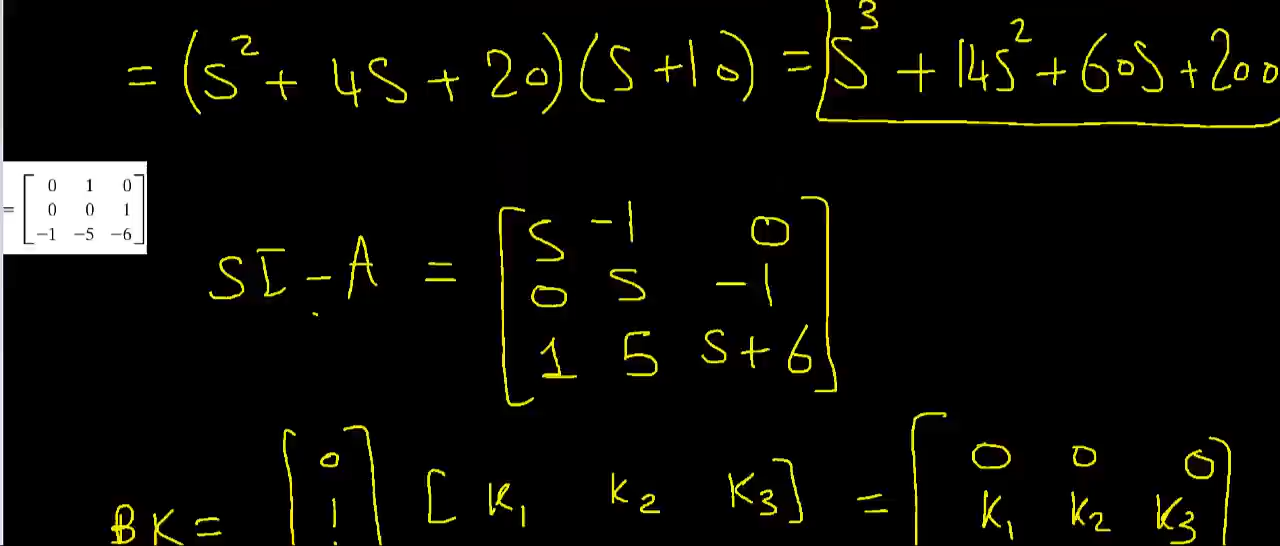 = (s² + 4s + 20)(s + 10) = s³ + 14s² + 60s + 200
= [ 0 1 0
0 0 1
−1 −5 −6 ]
SI - A = [ s -1 0
0 s -1
1 5 s+6 ]
BK = [ 0
1 ] [ K₁ K₂ K₃ ] = [ 0 0 0
K₁ K₂ K₃ ]